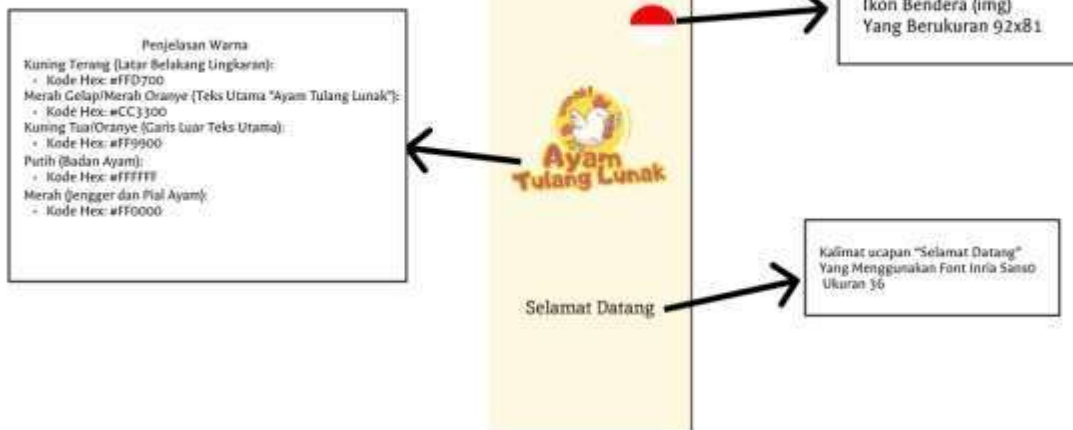 Ikon Bendera (img)
Yang Berukuran 92x81
Penjelasan Warna
Kuning Terang (Latar Belakang Lingkaran):
• Kode Hex: #FFD700
Merah Gelap/Merah Oranye (Teks Utama "Ayam Tulang Lunak"):
• Kode Hex: #CC3300
Kuning Tua/Oranye (Garis Luar Teks Utama):
• Kode Hex: #FF9900
Putih (Badan Ayam):
• Kode Hex: #FFFFFF
Merah (Jengger dan Pial Ayam):
• Kode Hex: #FF0000
Ayam
Tulang Lunak
Selamat Datang
Kalimat ucapan "Selamat Datang"
Yang Menggunakan Font Inria Sans0
Ukuran 36